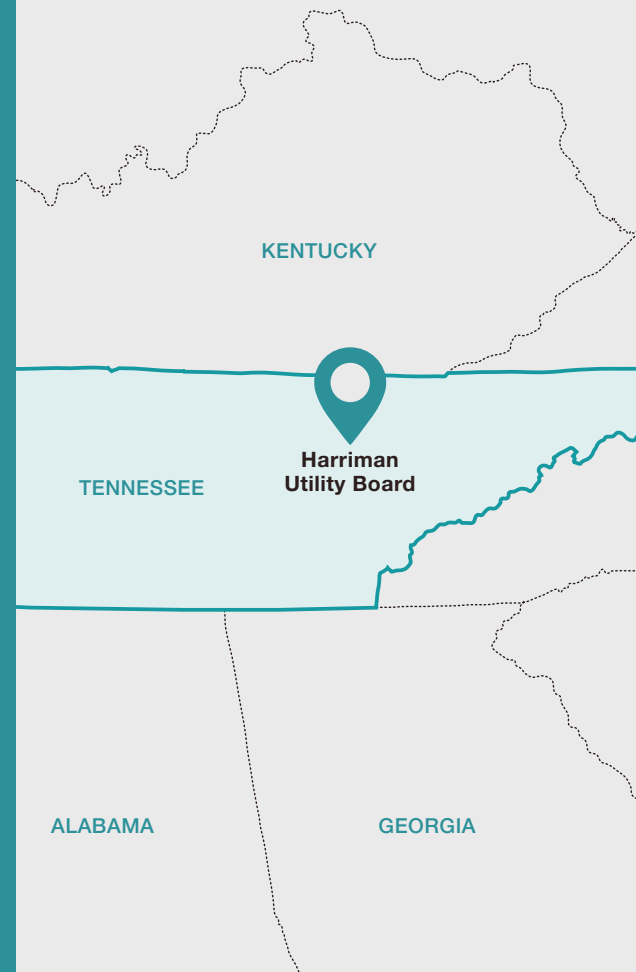 KENTUCKY
Harriman
Utility Board
TENNESSEE
ALABAMA
GEORGIA